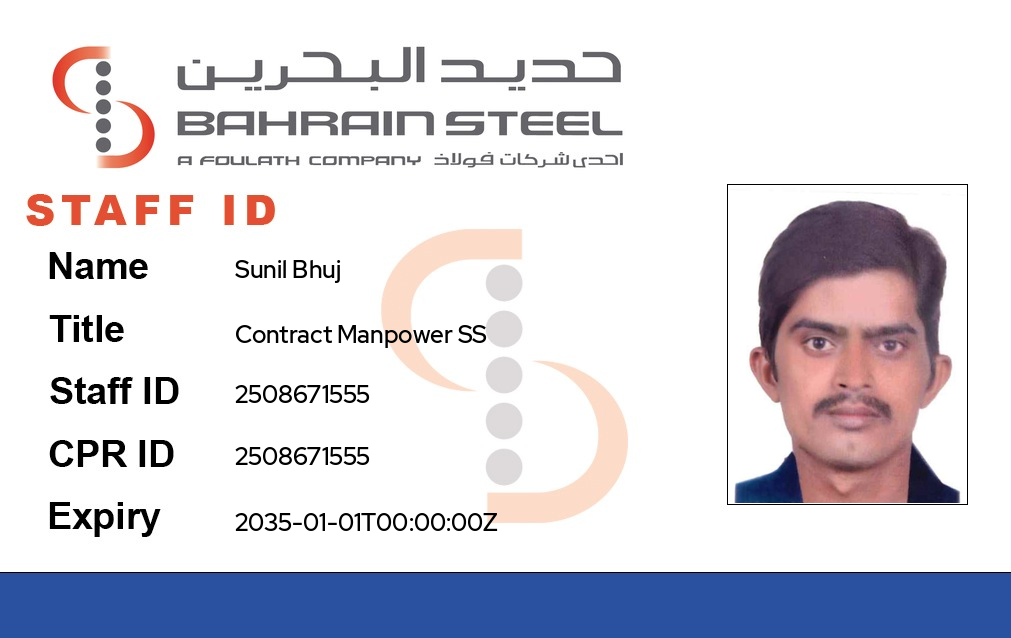 حديد البحرين
BAHRAIN STEEL
A FOULATH COMPANY احدى شركات فولاذ
STAFF ID
Name Sunil Bhuj
Title Contract Manpower SS
Staff ID 2508671555
CPR ID 2508671555
Expiry 2035-01-01T00:00:00Z